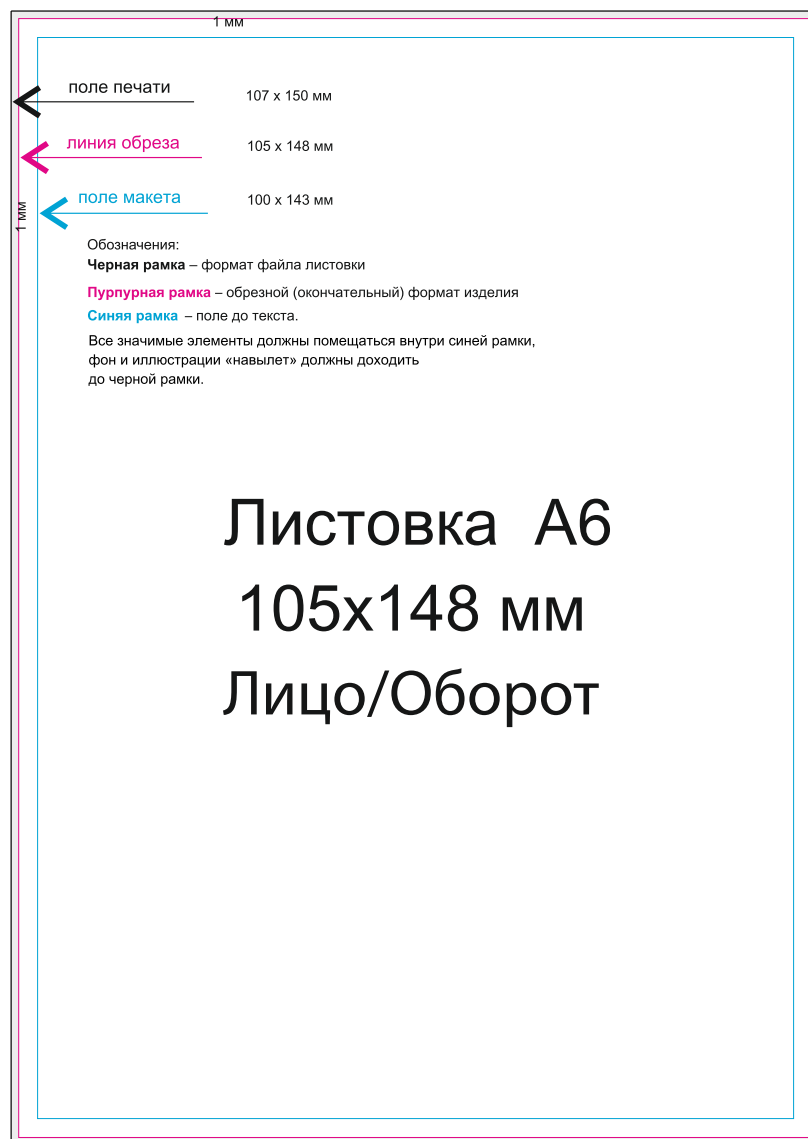 1 мм
поле печати
107 х 150 мм
линия обреза
105 х 148 мм
поле макета
100 х 143 мм
1 мм
Обозначения:
Черная рамка – формат файла листовки
Пурпурная рамка – обрезной (окончательный) формат изделия
Синяя рамка – поле до текста.
Все значимые элементы должны помещаться внутри синей рамки,
фон и иллюстрации «навылет» должны доходить
до черной рамки.
Листовка А6
105х148 мм
Лицо/Оборот